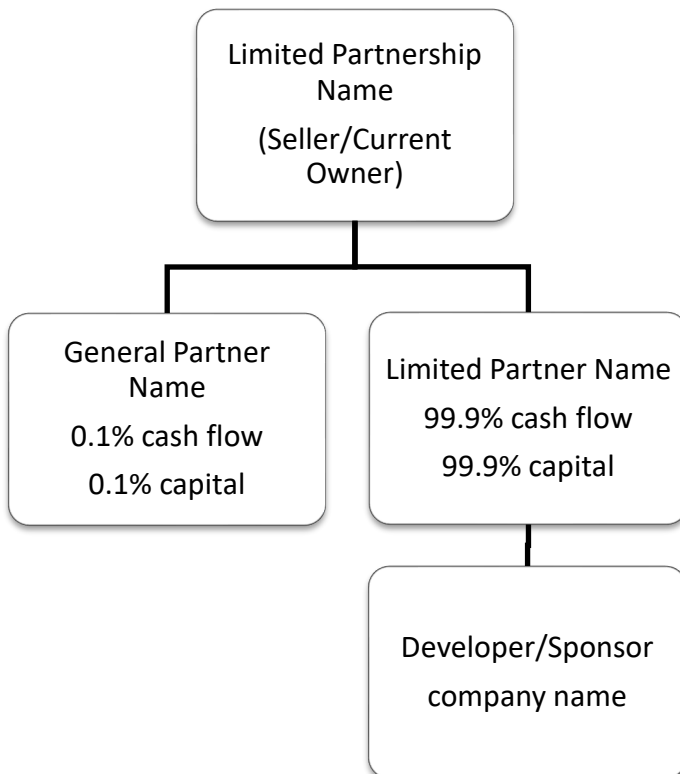 Limited Partnership
Name
(Seller/Current
Owner)
General Partner
Name
0.1% cash flow
0.1% capital
Limited Partner Name
99.9% cash flow
99.9% capital
Developer/Sponsor
company name